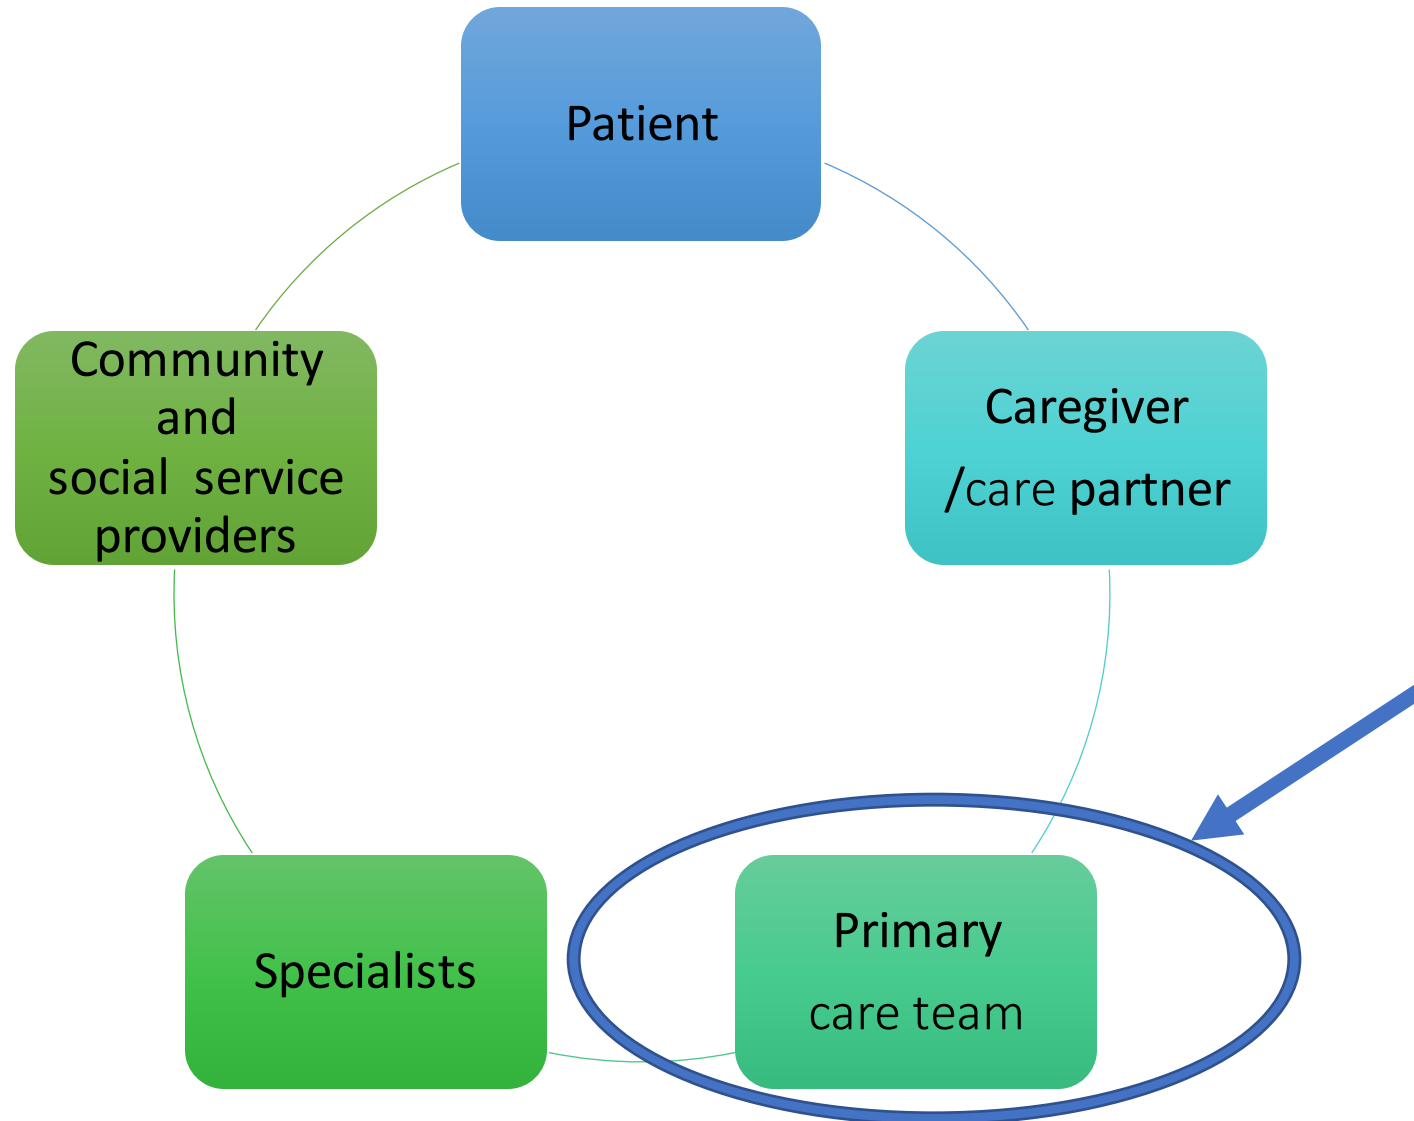 Patient
Community
and
social  service
providers
Caregiver
/care partner
Specialists
Primary
care team